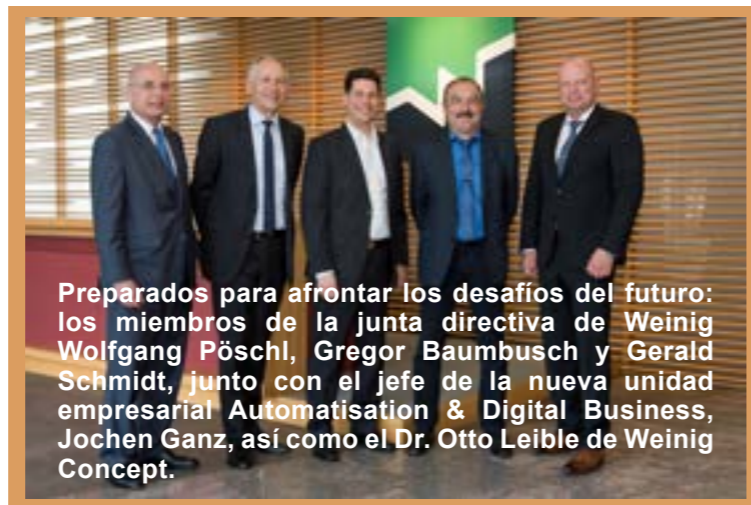 Preparados para afrontar los desafíos del futuro:
los miembros de la junta directiva de Weinig
Wolfgang Pöschl, Gregor Baumbusch y Gerald
Schmidt, junto con el jefe de la nueva unidad
empresarial Automatisation & Digital Business,
Jochen Ganz, así como el Dr. Otto Leible de Weinig
Concept.